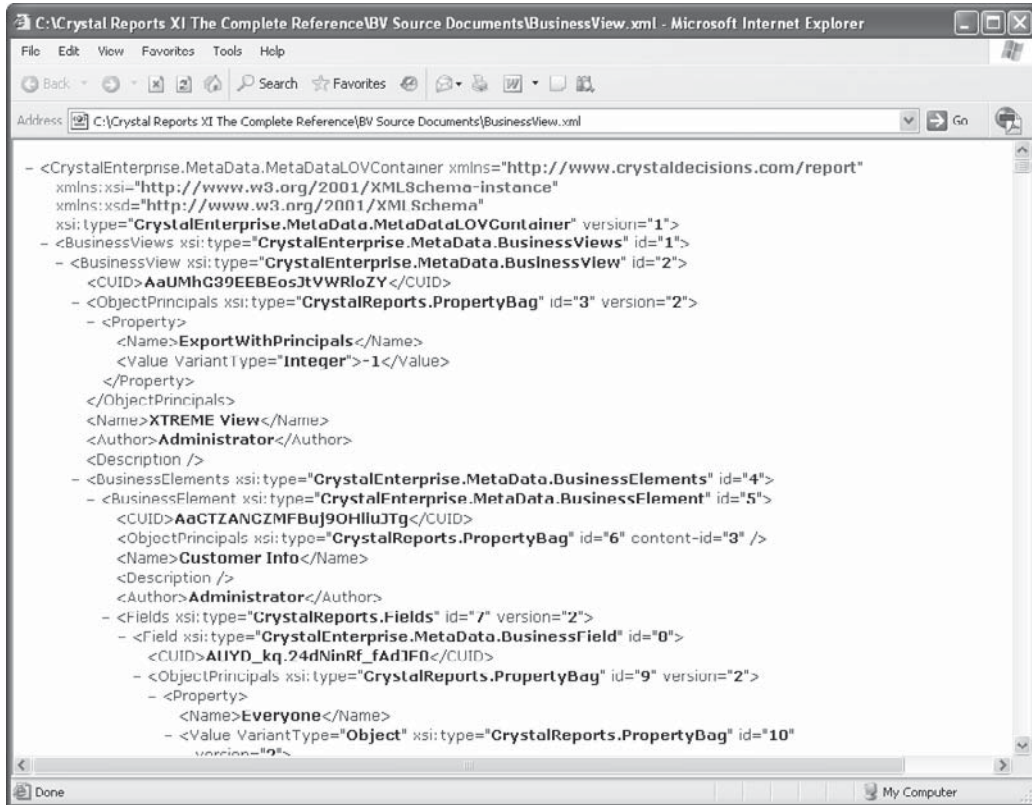 C:\Crystal Reports XI The Complete Reference\BV Source Documents\BusinessView.xml - Microsoft Internet Explorer
File Edit View Favorites Tools Help
Back Search Favorites
Address C:\Crystal Reports XI The Complete Reference\BV Source Documents\BusinessView.xml Go
- <CrystalEnterprise.MetaData.MetaDataLOVContainer xmlns="http://www.crystaldecisions.com/report"
xmlns:xsi="http://www.w3.org/2001/XMLSchema-instance"
xmlns:xsd="http://www.w3.org/2001/XMLSchema"
xsi:type="CrystalEnterprise.MetaData.MetaDataLOVContainer" version="1">
- <BusinessViews xsi:type="CrystalEnterprise.MetaData.BusinessViews" id="1">
- <BusinessView xsi:type="CrystalEnterprise.MetaData.BusinessView" id="2">
<CUID></CUID>
- <ObjectPrincipals xsi:type="CrystalReports.PropertyBag" id="3" version="2">
- <Property>
<Name>ExportWithPrincipals</Name>
<Value VariantType="Integer">-1</Value>
</Property>
</ObjectPrincipals>
<Name>XTREME View</Name>
<Author>Administrator</Author>
<Description />
- <BusinessElements xsi:type="CrystalEnterprise.MetaData.BusinessElements" id="4">
- <BusinessElement xsi:type="CrystalEnterprise.MetaData.BusinessElement" id="5">
<CUID></CUID>
<ObjectPrincipals xsi:type="CrystalReports.PropertyBag" id="6" content-id="3" />
<Name>Customer Info</Name>
<Description />
<Author>Administrator</Author>
- <Fields xsi:type="CrystalReports.Fields" id="7" version="2">
- <Field xsi:type="CrystalEnterprise.MetaData.BusinessField" >
<CUID></CUID>
- <ObjectPrincipals xsi:type="CrystalReports.PropertyBag" id="9" version="2">
- <Property>
<Name>Everyone</Name>
- <Value VariantType="Object" xsi:type="CrystalReports.PropertyBag" id="10"
version="2">
Done My Computer